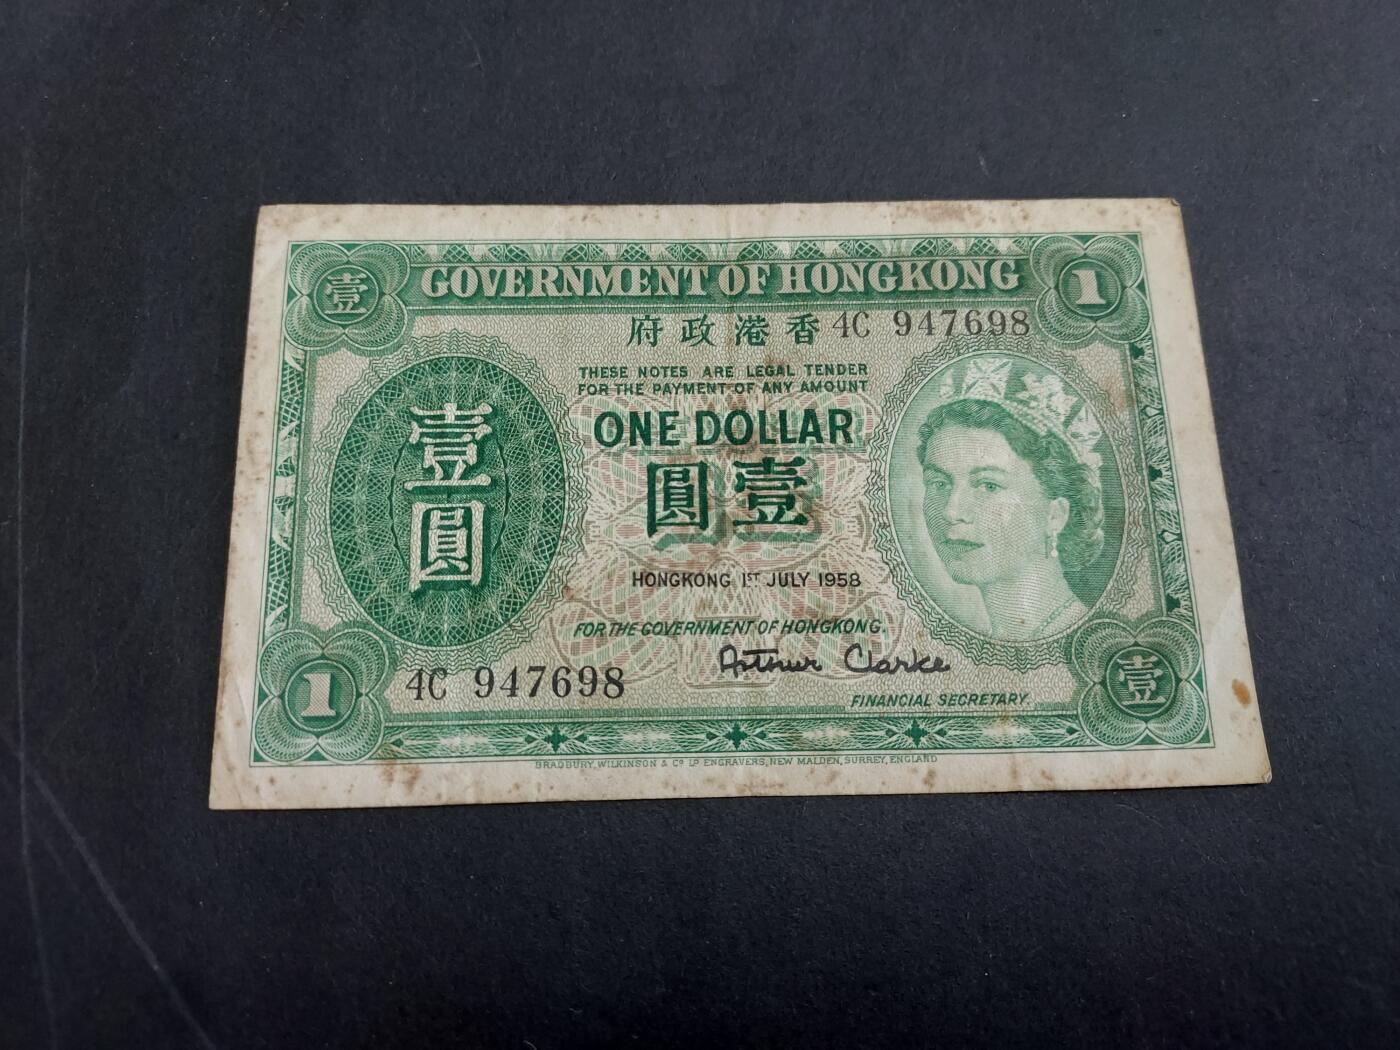 壹 GOVERNMENT OF HONGKONG 1
府政港香 4C 947698
THESE NOTES ARE LEGAL TENDER
FOR THE PAYMENT OF ANY AMOUNT
ONE DOLLAR
圓壹
壹
圓
HONGKONG 1ST JULY 1958
FOR THE GOVERNMENT OF HONGKONG.
Arthur Clarke
1 4C 947698 壹
FINANCIAL SECRETARY.
BRADBURY, WILKINSON & Co LD ENGRAVERS, NEW MALDEN, SURREY, ENGLAND